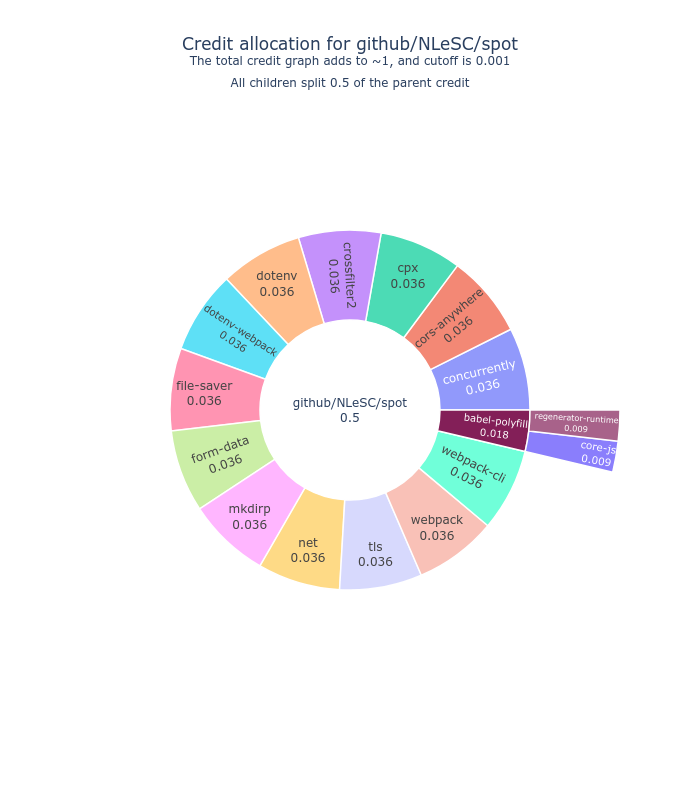 Credit allocation for github/NLeSC/spot
The total credit graph adds to ~1, and cutoff is 0.001
All children split 0.5 of the parent credit
github/NLeSC/spot
0.5
concurrently
0.036
cors-anywhere
0.036
cpx
0.036
crossfilter2
0.036
dotenv
0.036
dotenv-webpack
0.036
file-saver
0.036
form-data
0.036
mkdirp
0.036
net
0.036
tls
0.036
webpack
0.036
webpack-cli
0.036
babel-polyfill
0.018
regenerator-runtime
0.009
core-js
0.009